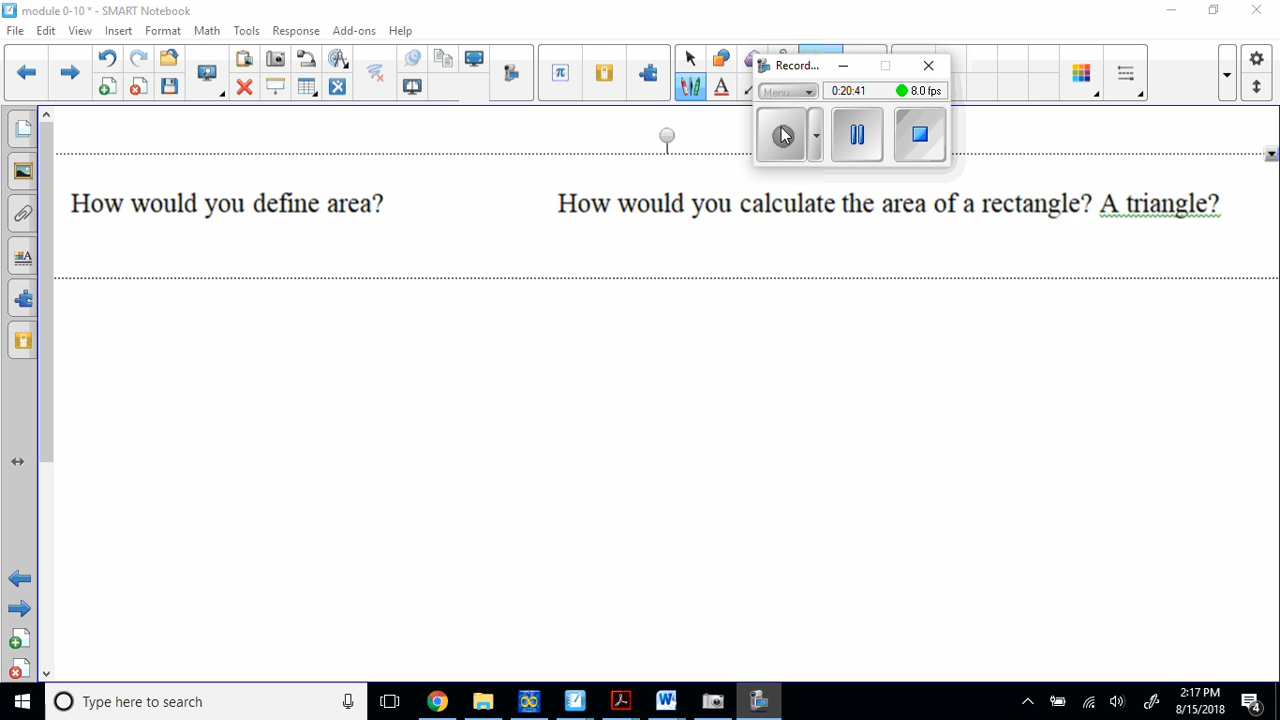 module 0-10 * - SMART Notebook
File Edit View Insert Format Math Tools Response Add-ons Help
Record...
Menu 0:20:41 8.0 fps
How would you define area? How would you calculate the area of a rectangle? A triangle?
Type here to search
2:17 PM
8/15/2018
4